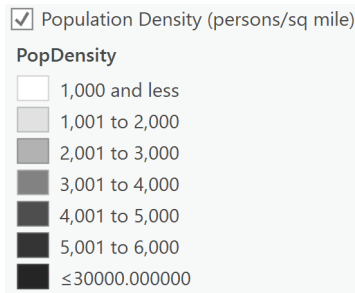 Population Density (persons/sq mile)
PopDensity
1,000 and less
1,001 to 2,000
2,001 to 3,000
3,001 to 4,000
4,001 to 5,000
5,001 to 6,000
≤30000.000000